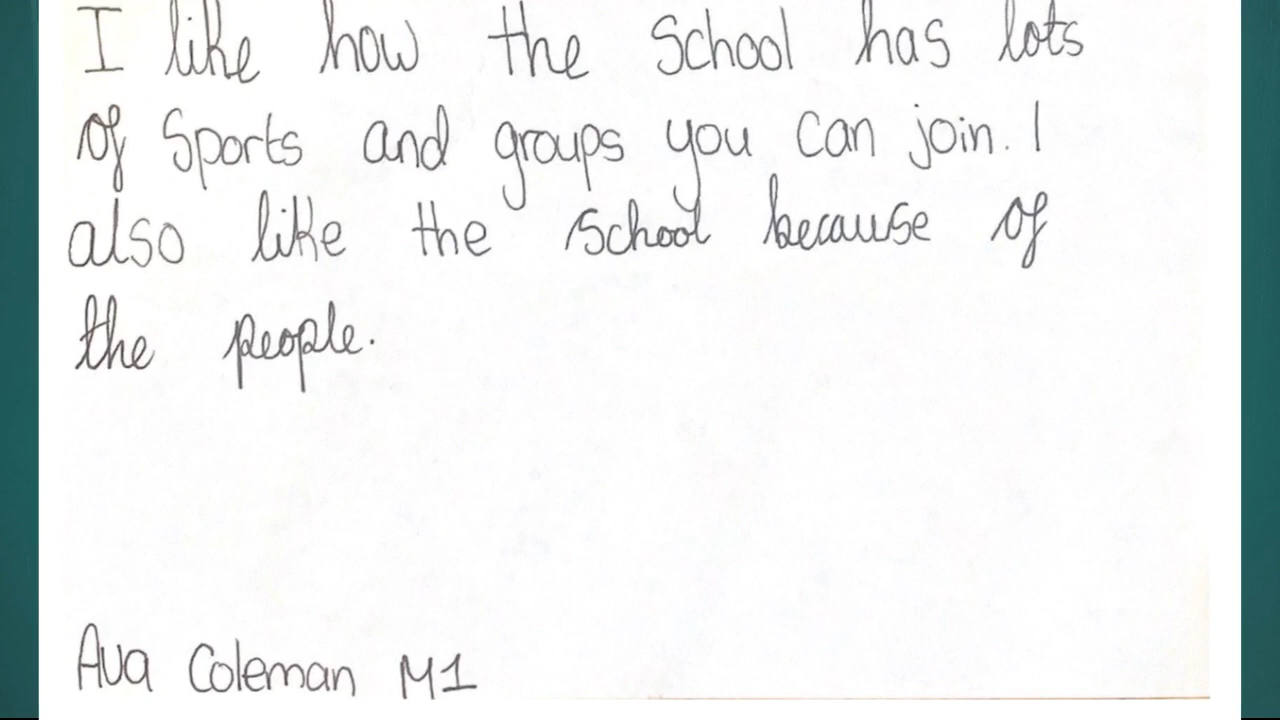 I like how the School has lots
of Sports and groups you can join. I
also like the School because of
the people.
Ava Coleman M1